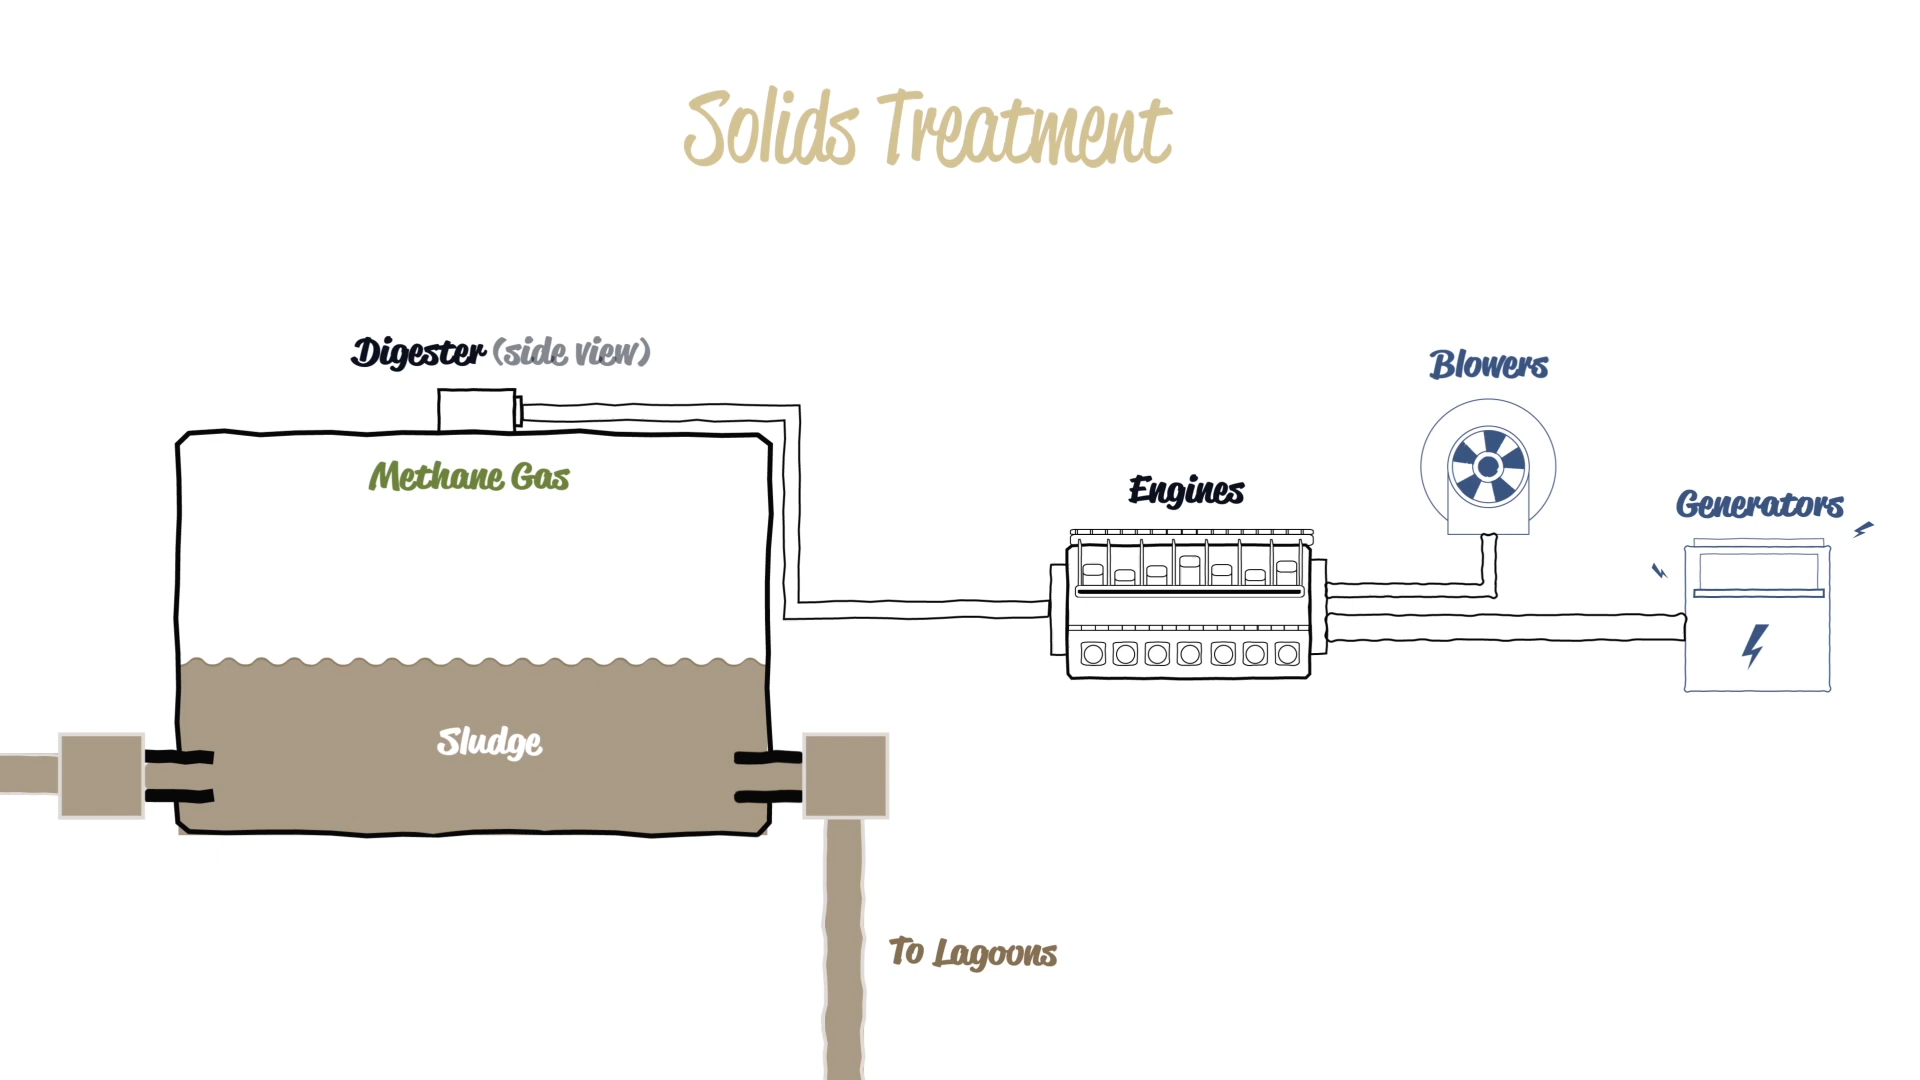 Solids Treatment
Digester (side view)
Methane Gas
Sludge
To Lagoons
Engines
Blowers
Generators